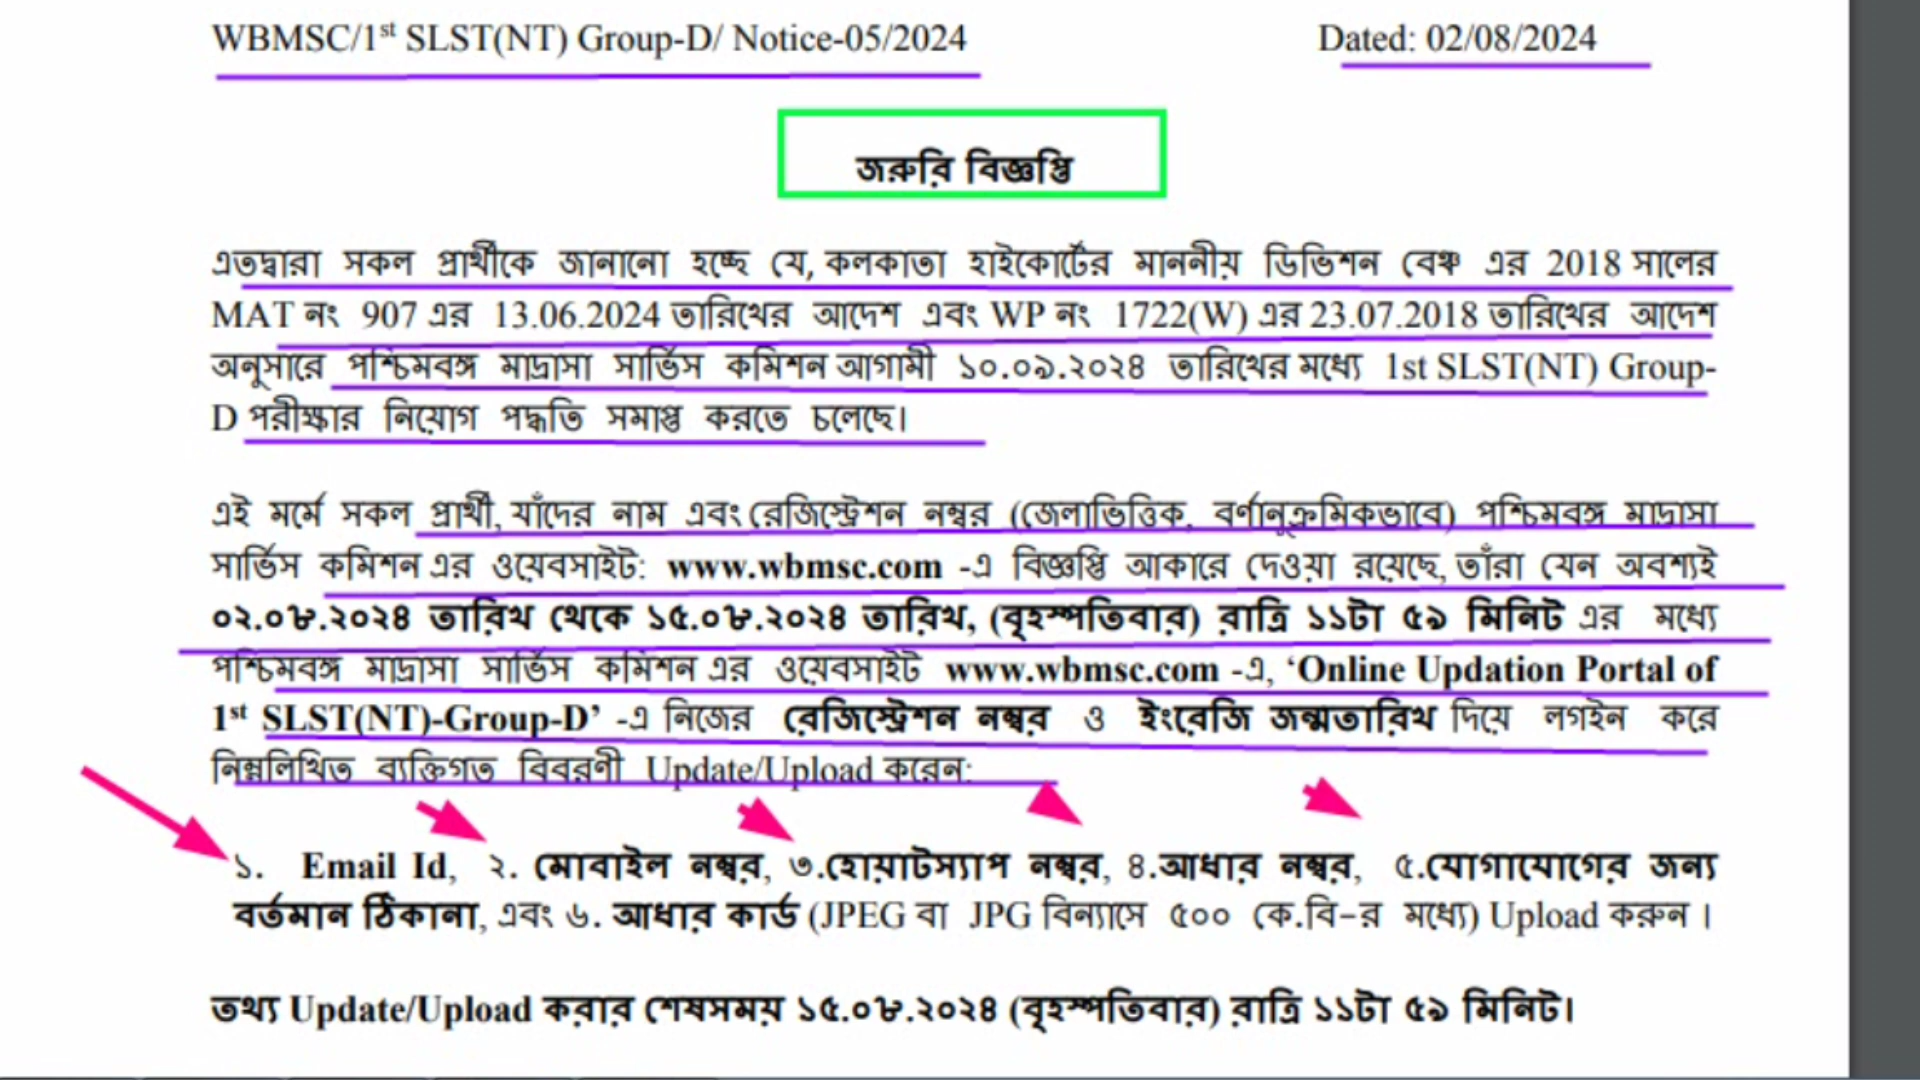 WBMSC/1st SLST(NT) Group-D/ Notice-05/2024 Dated: 02/08/2024
জরুরি বিজ্ঞপ্তি
এতদ্বারা সকল প্রার্থীকে জানানো হচ্ছে যে, কলকাতা হাইকোর্টের মাননীয় ডিভিশন বেঞ্চ এর 2018 সালের
MAT নং 907 এর 13.06.2024 তারিখের আদেশ এবং WP নং 1722(W) এর 23.07.2018 তারিখের আদেশ
অনুসারে পশ্চিমবঙ্গ মাদ্রাসা সার্ভিস কমিশন আগামী ১০.০৯.২০২৪ তারিখের মধ্যে 1st SLST(NT) Group-
D পরীক্ষার নিয়োগ পদ্ধতি সমাপ্ত করতে চলেছে।
এই মর্মে সকল প্রার্থী, যাঁদের নাম এবং রেজিস্ট্রেশন নম্বর (জেলাভিত্তিক, বর্ণানুক্রমিকভাবে) পশ্চিমবঙ্গ মাদ্রাসা
সার্ভিস কমিশন এর ওয়েবসাইট: www.wbmsc.com -এ বিজ্ঞপ্তি আকারে দেওয়া রয়েছে, তাঁরা যেন অবশ্যই
০২.০৮.২০২৪ তারিখ থেকে ১৫.০৮.২০২৪ তারিখ, (বৃহস্পতিবার) রাত্রি ১১টা ৫৯ মিনিট এর মধ্যে
পশ্চিমবঙ্গ মাদ্রাসা সার্ভিস কমিশন এর ওয়েবসাইট www.wbmsc.com -এ, ‘Online Updation Portal of
1st SLST(NT)-Group-D’ -এ নিজের রেজিস্ট্রেশন নম্বর ও ইংরেজি জন্মতারিখ দিয়ে লগইন করে
নিম্নলিখিত ব্যক্তিগত বিবরণী Update/Upload করেন:
১. Email Id, ২. মোবাইল নম্বর, ৩.হোয়াটস্যাপ নম্বর, ৪.আধার নম্বর, ৫.যোগাযোগের জন্য
বর্তমান ঠিকানা, এবং ৬. আধার কার্ড (JPEG বা JPG বিন্যাসে ৫০০ কে.বি-র মধ্যে) Upload করুন ।
তথ্য Update/Upload করার শেষসময় ১৫.০৮.২০২৪ (বৃহস্পতিবার) রাত্রি ১১টা ৫৯ মিনিট।